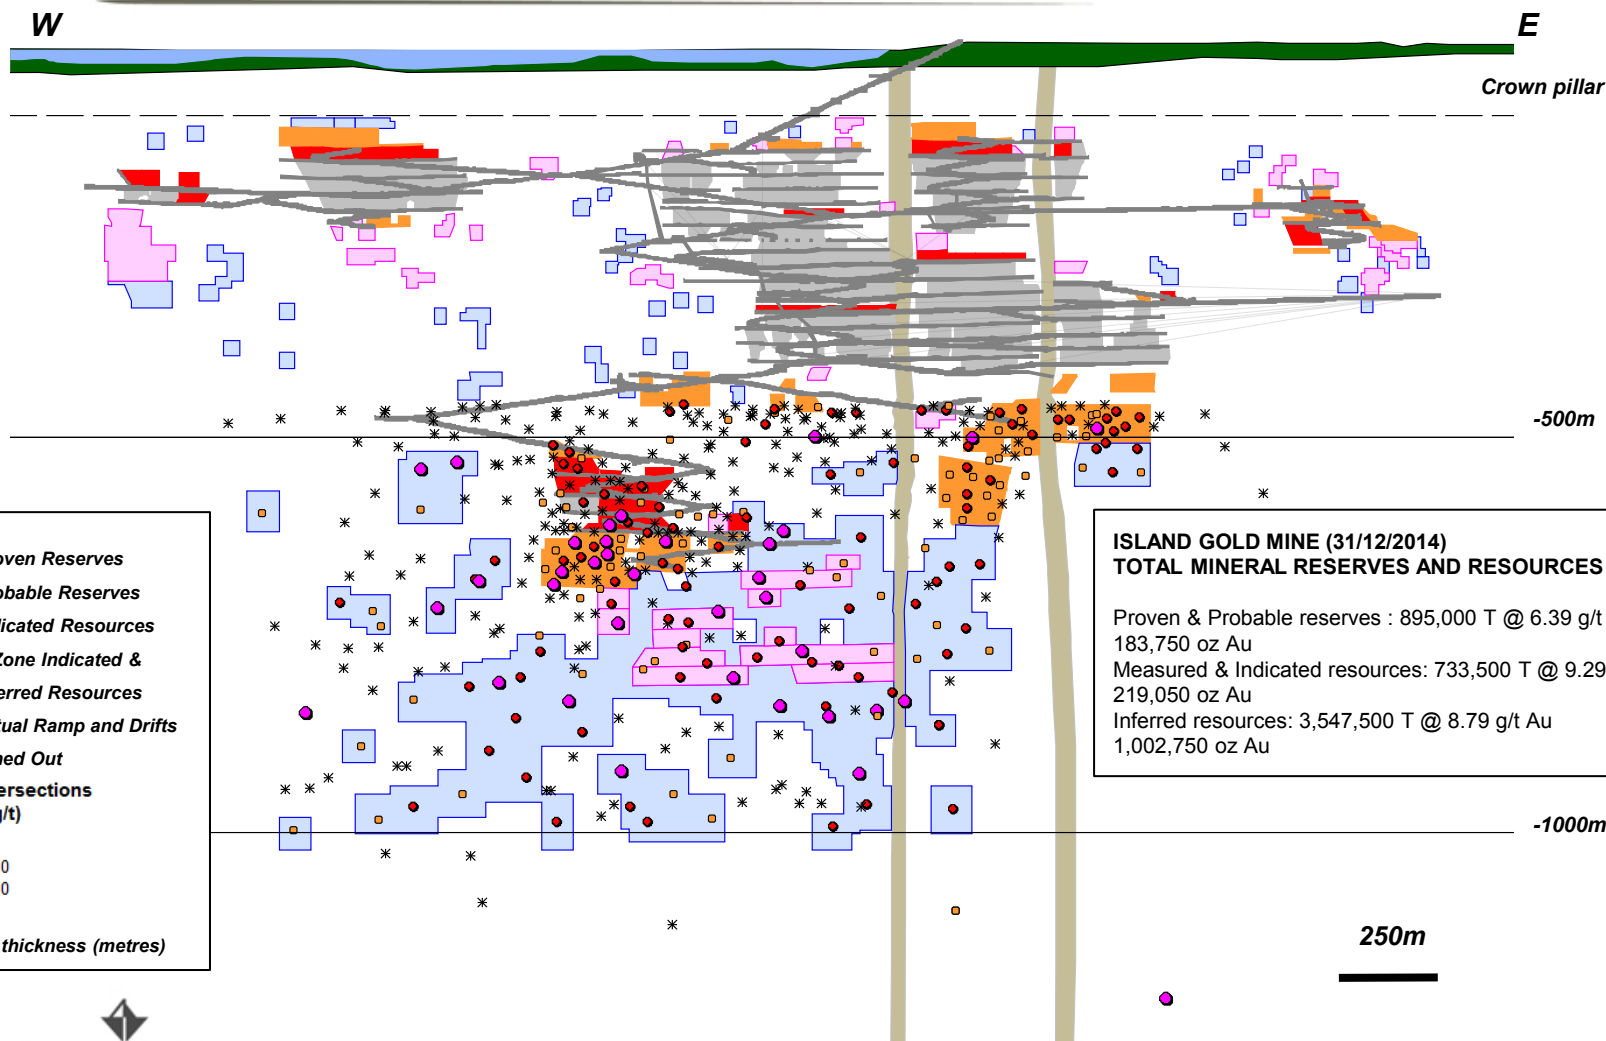 W
E
Crown pillar
-500m
oven Reserves
obable Reserves
dicated Resources
Zone Indicated &
erred Resources
tual Ramp and Drifts
ned Out
ersections
g/t)
0
0
thickness (metres)
ISLAND GOLD MINE (31/12/2014)
TOTAL MINERAL RESERVES AND RESOURCES
Proven & Probable reserves : 895,000 T @ 6.39 g/t
183,750 oz Au
Measured & Indicated resources: 733,500 T @ 9.29
219,050 oz Au
Inferred resources: 3,547,500 T @ 8.79 g/t Au
1,002,750 oz Au
-1000m
250m